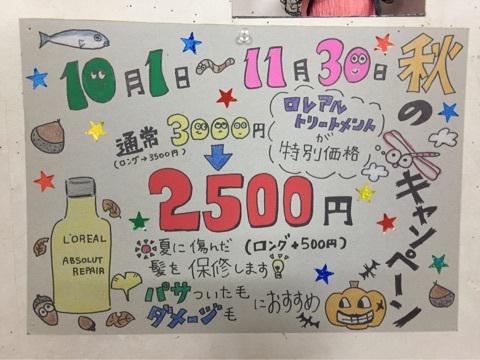 10月1日〜11月30日
秋のキャンペーン
通常3000円
(ロング→3500円)
ロレアル
トリートメント
が
特別価格
2500円
(ロング+500円)
夏に傷んだ
髪を保修します
パサついた毛
ダメージ毛
におすすめ
L'OREAL
ABSOLUT
REPAIR